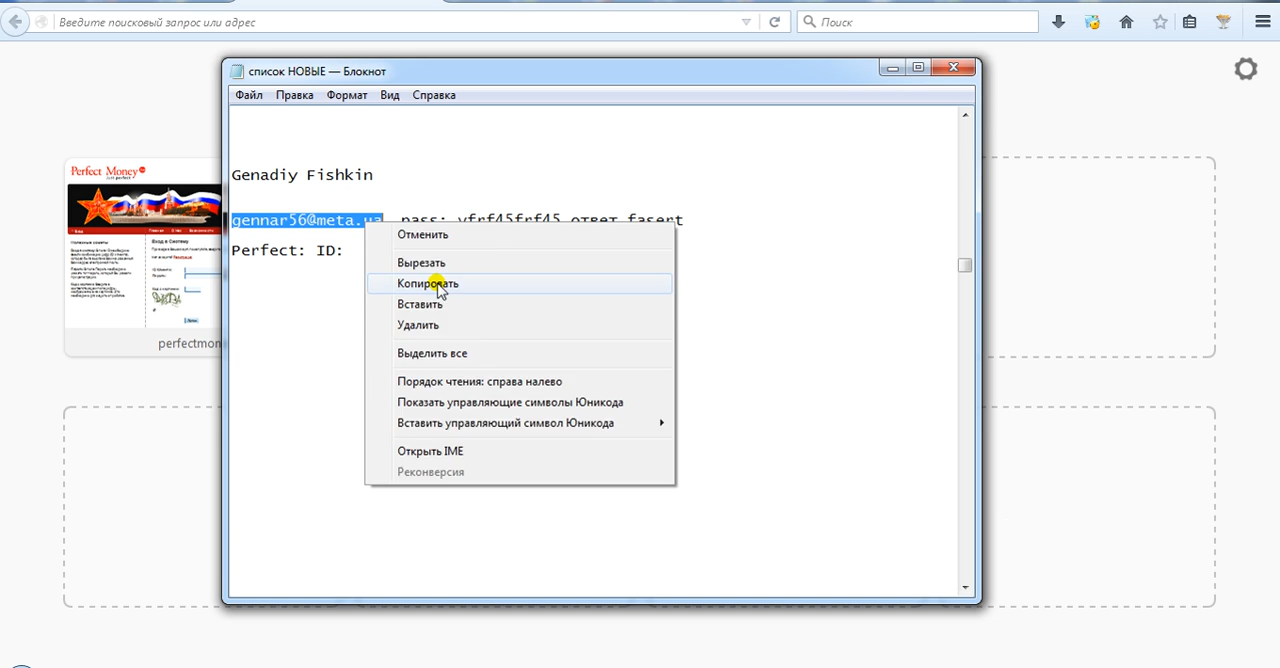 Введите поисковый запрос или адрес
Поиск
список НОВЫЕ — Блокнот
Файл Правка Формат Вид Справка
Genadiy Fishkin
gennar56@meta.ua pass: vfrf45frf45 ответ fasert
Perfect: ID:
Отменить
Вырезать
Копировать
Вставить
Удалить
Выделить все
Порядок чтения: справа налево
Показать управляющие символы Юникода
Вставить управляющий символ Юникода
Открыть IME
Реконверсия
Perfect Money
perfectmon